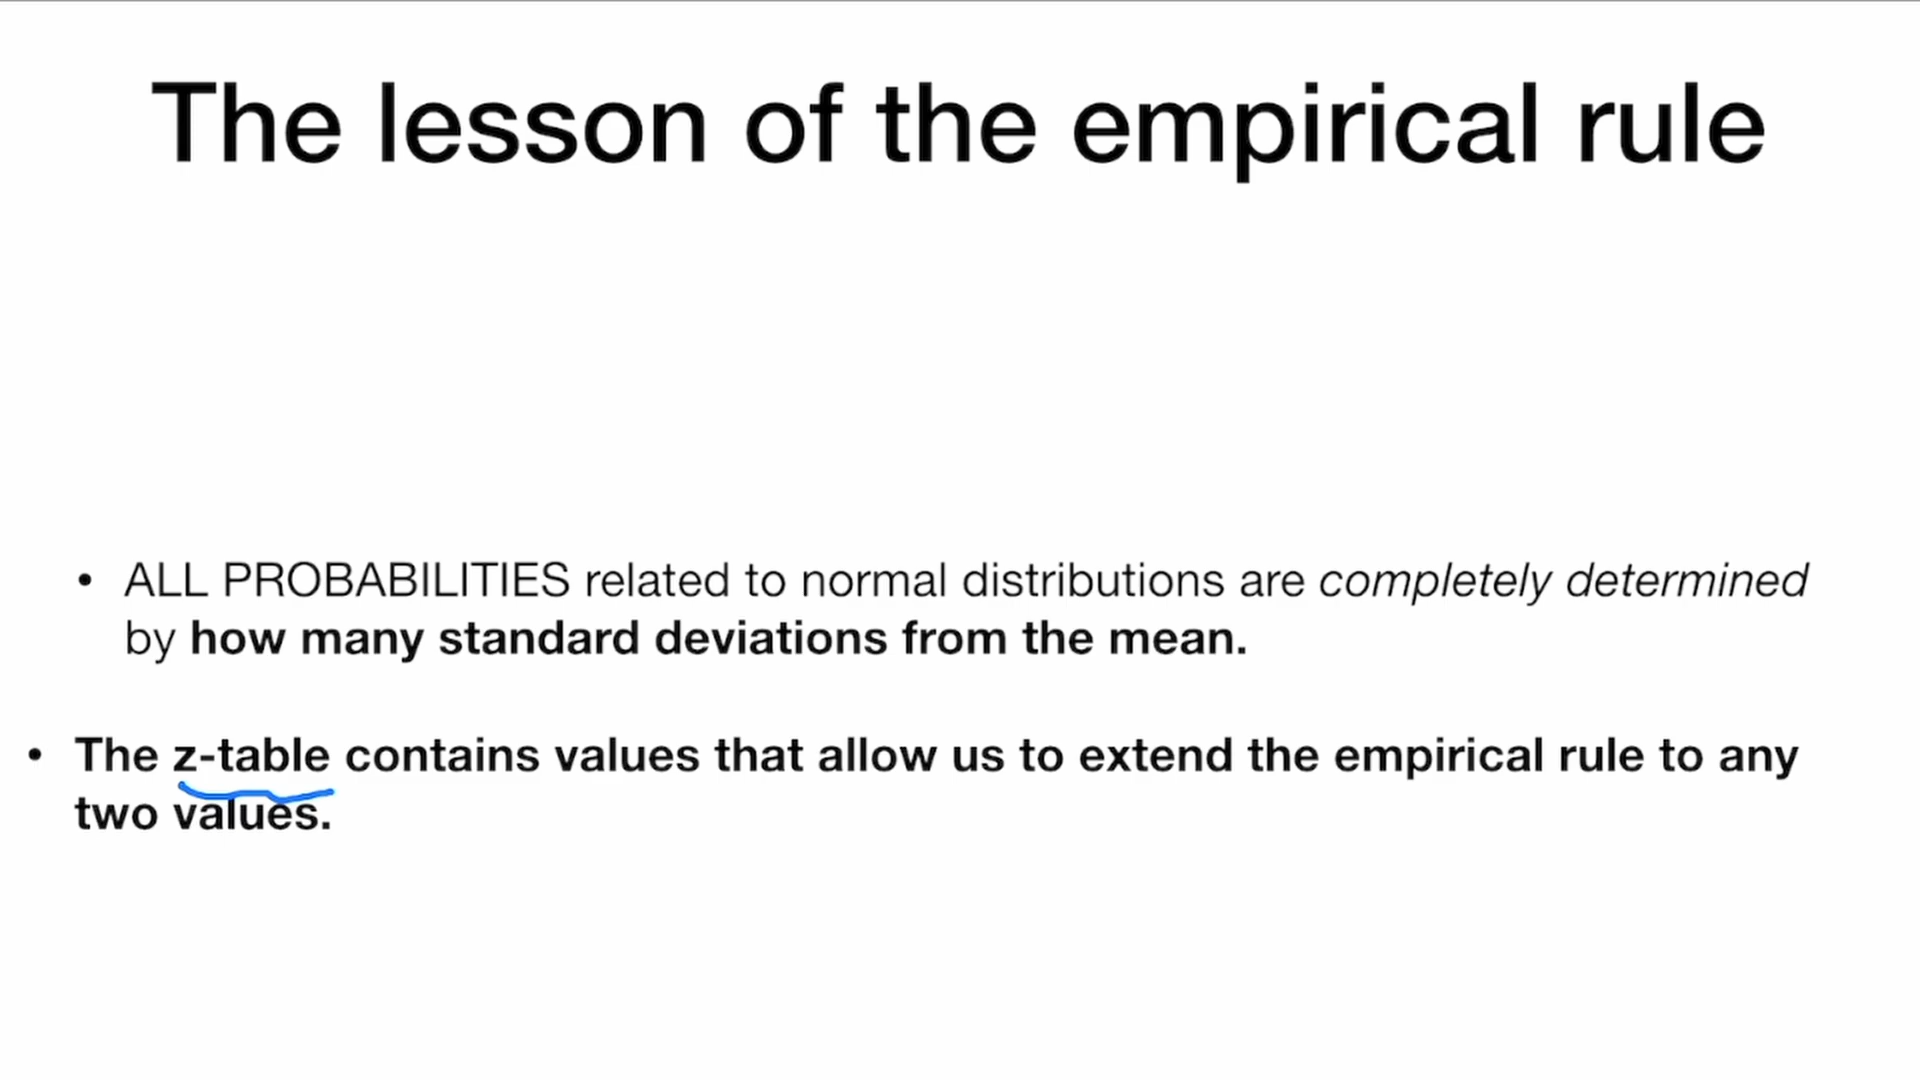 The lesson of the empirical rule
• ALL PROBABILITIES related to normal distributions are completely determined
by how many standard deviations from the mean.
• The z-table contains values that allow us to extend the empirical rule to any
two values.